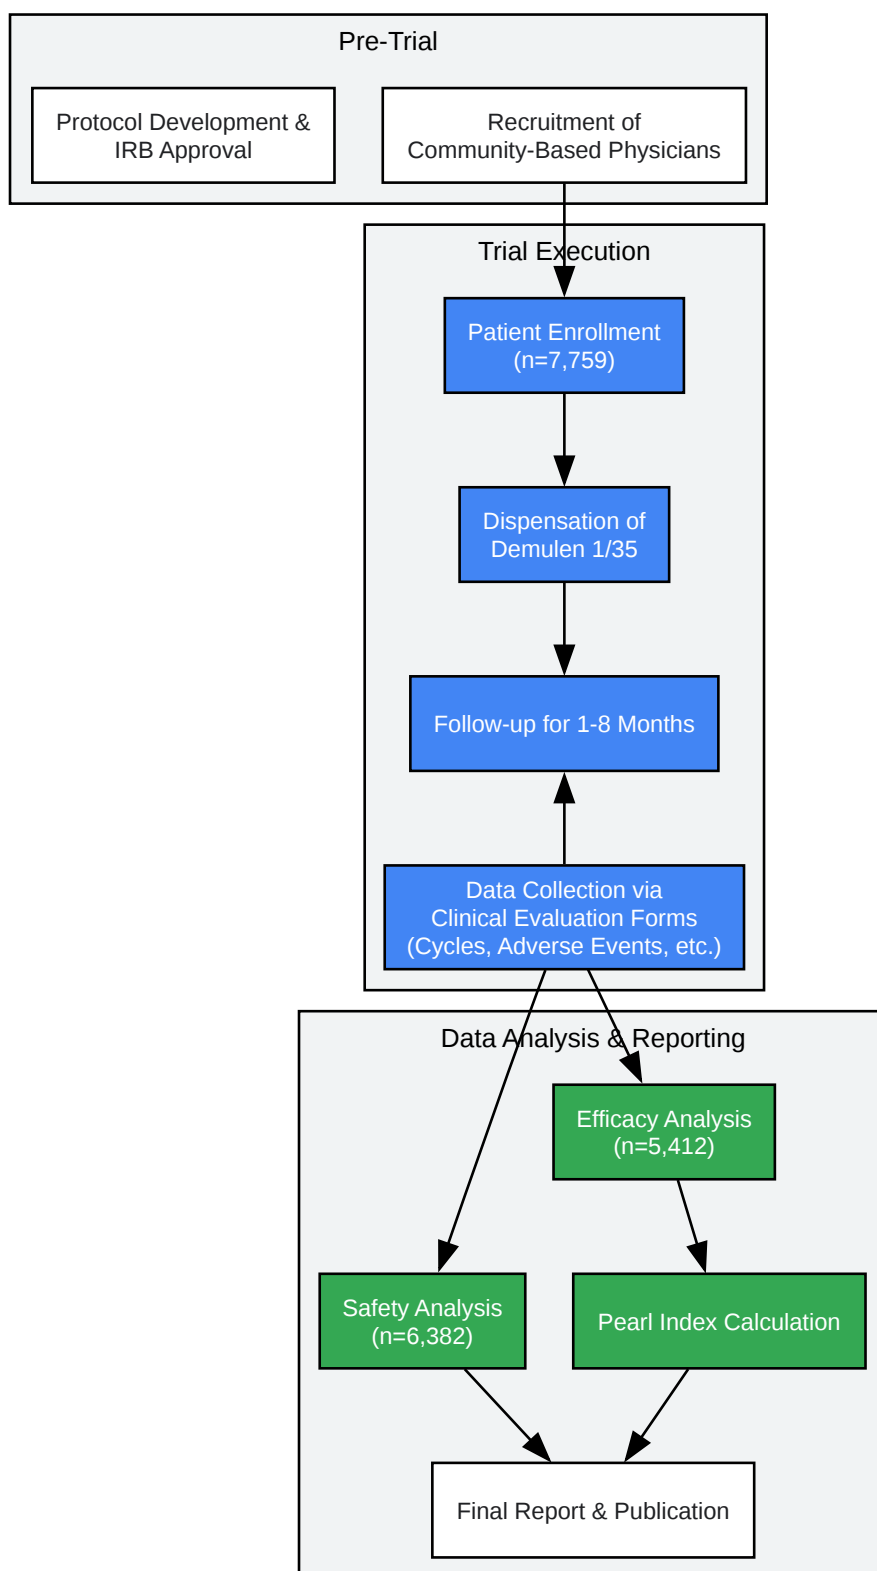 Pre-Trial
Protocol Development &
IRB Approval
Recruitment of
Community-Based Physicians
Trial Execution
Patient Enrollment
(n=7,759)
Dispensation of
Demulen 1/35
Follow-up for 1-8 Months
Data Collection via
Clinical Evaluation Forms
(Cycles, Adverse Events, etc.)
Data Analysis & Reporting
Efficacy Analysis
(n=5,412)
Safety Analysis
(n=6,382)
Pearl Index Calculation
Final Report & Publication